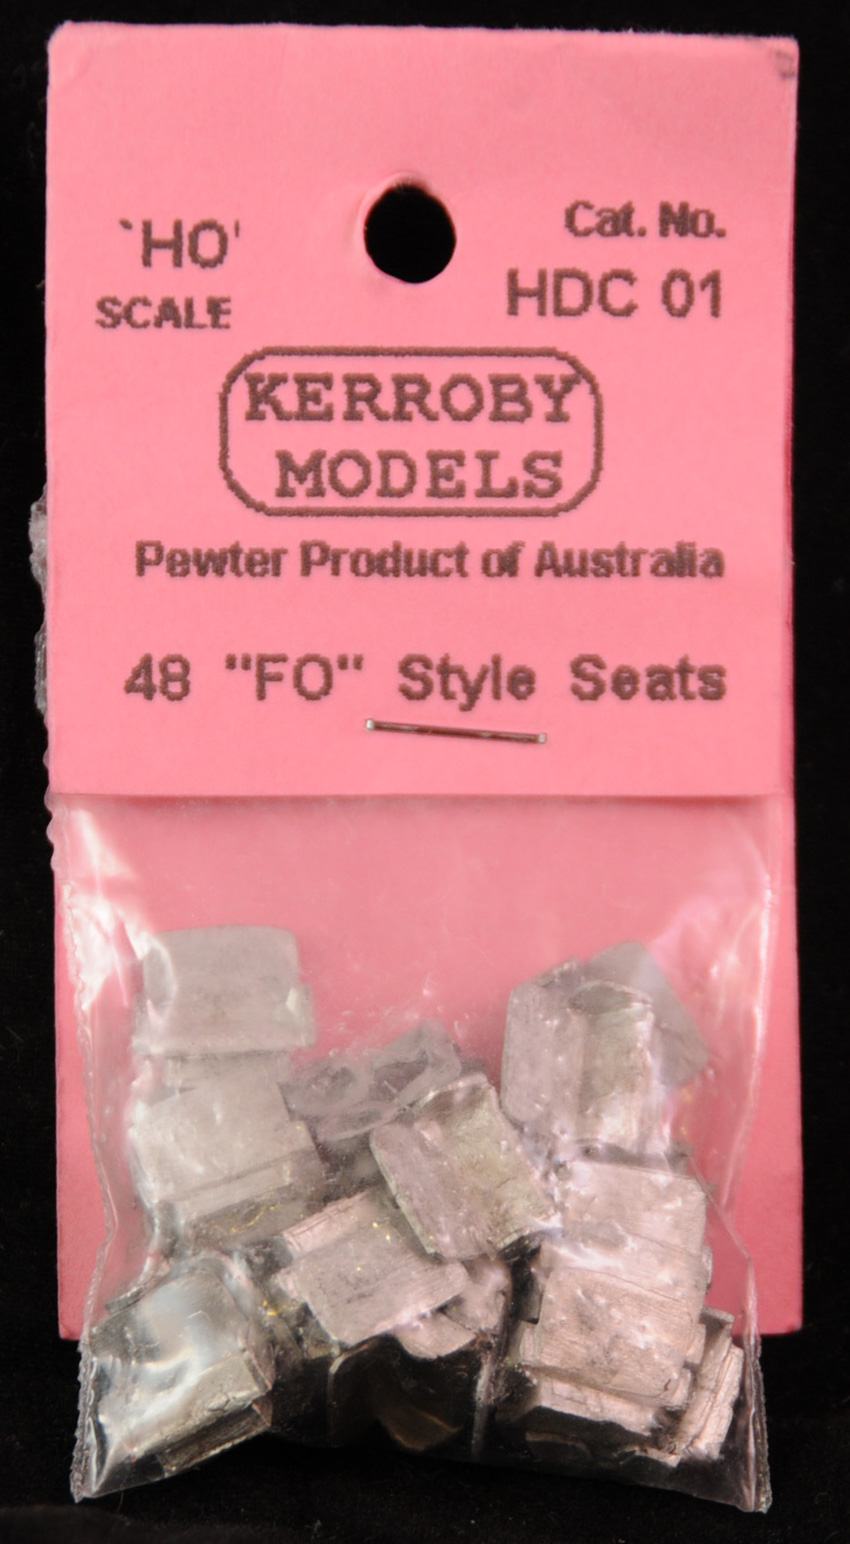 `HO'
SCALE
Cat. No.
HDC 01
KERROBY
MODELS
Pewter Product of Australia
48 "FO" Style Seats